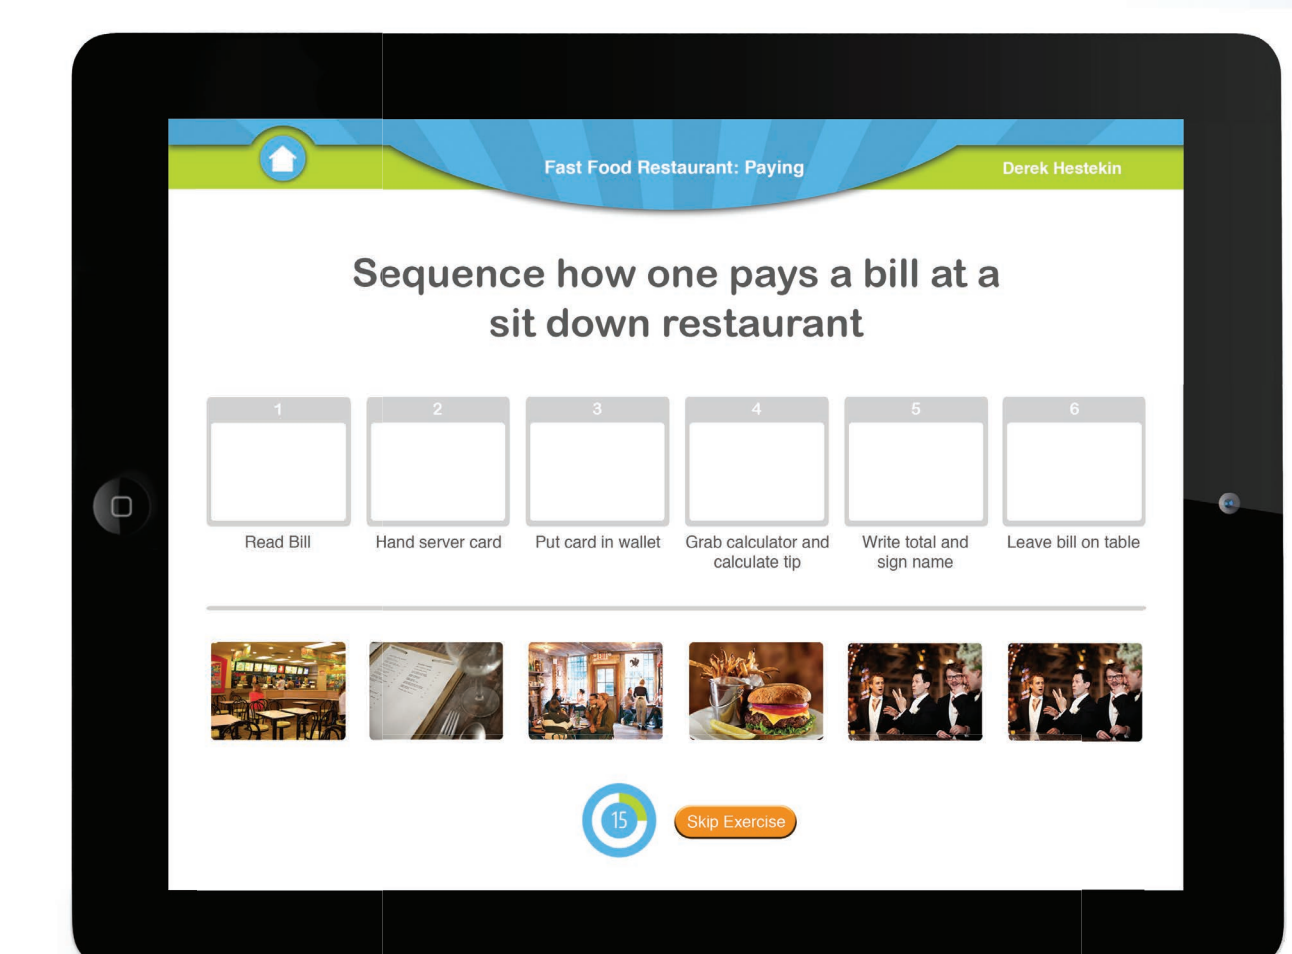 Fast Food Restaurant: Paying
Derek Hestekin
Sequence how one pays a bill at a
sit down restaurant
1
2
3
4
5
6
Read Bill
Hand server card
Put card in wallet
Grab calculator and
calculate tip
Write total and
sign name
Leave bill on table
15
Skip Exercise